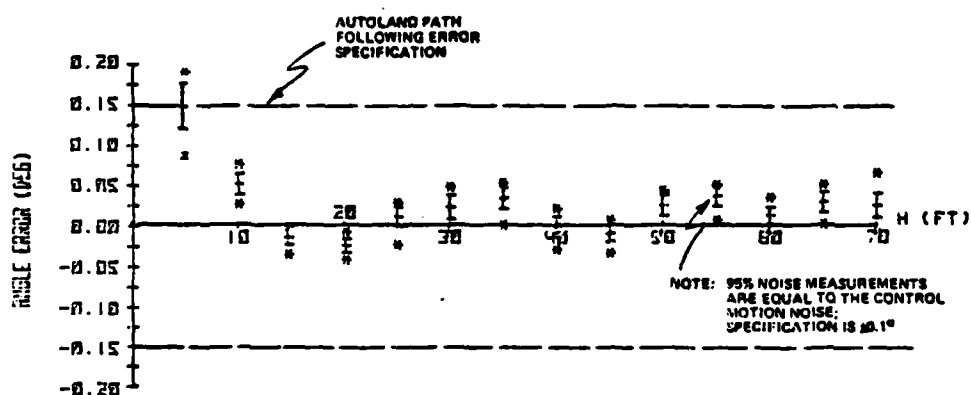 AUTOLAND PATH
FOLLOWING ERROR
SPECIFICATION
0.20
0.15
0.10
0.05
0.00
-0.05
-0.10
-0.15
-0.20
ANGLE ERROR (DEG)
10
20
30
40
50
60
70
H (FT)
NOTE: 95% NOISE MEASUREMENTS
ARE EQUAL TO THE CONTROL
MOTION NOISE;
SPECIFICATION IS ±0.1°